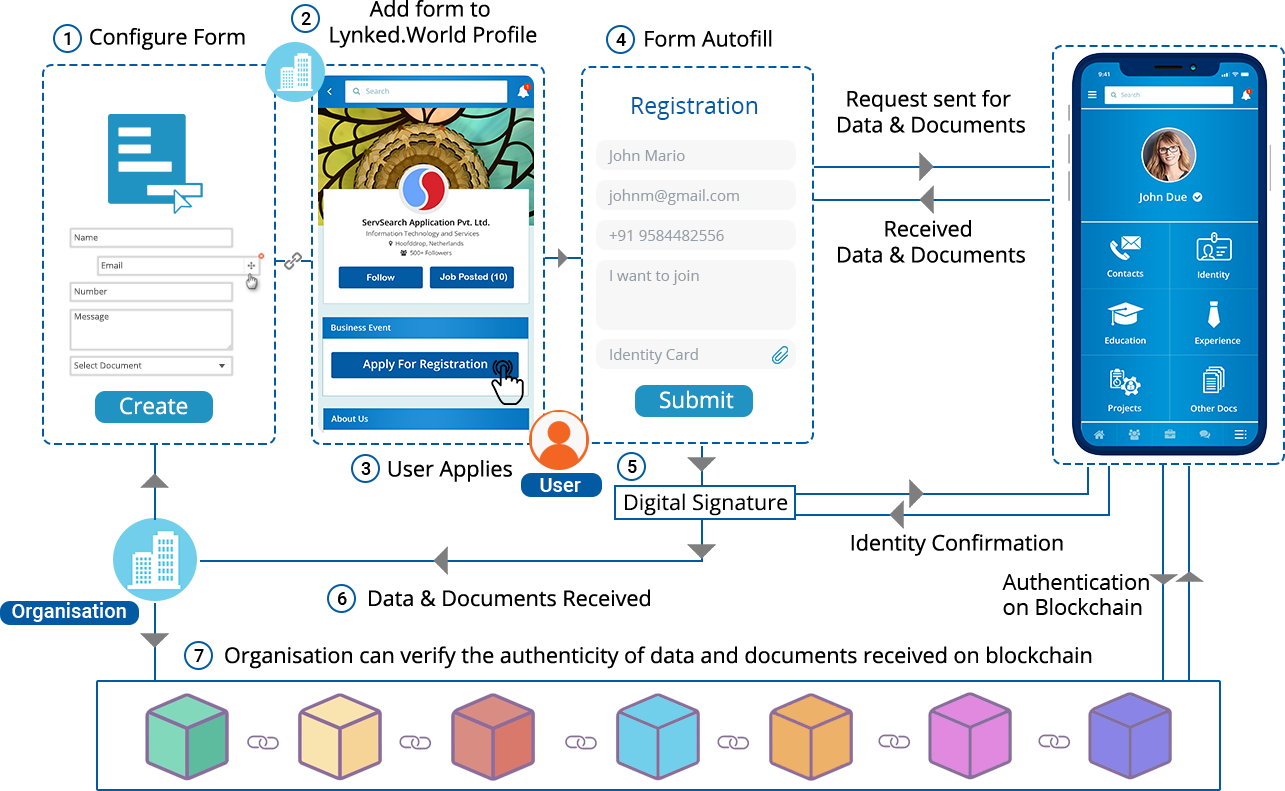 1 Configure Form
2 Add form to
Lynked.World Profile
4 Form Autofill
Name
Email
Number
Message
Select Document
Create
Search
1
ServSearch Application Pvt. Ltd.
Information Technology and Services
Hoofddrop, Netherlands
500+ Followers
Follow
Job Posted (10)
Business Event
Apply For Registration
About Us
3 User Applies
User
Registration
John Mario
johnm@gmail.com
+91 9584482556
I want to join
Identity Card
Submit
Request sent for
Data & Documents
Received
Data & Documents
9:41
Search
John Due
Contacts
Identity
Education
Experience
Projects
Other Docs
5
Digital Signature
Identity Confirmation
Authentication
on Blockchain
Organisation
6 Data & Documents Received
7 Organisation can verify the authenticity of data and documents received on blockchain